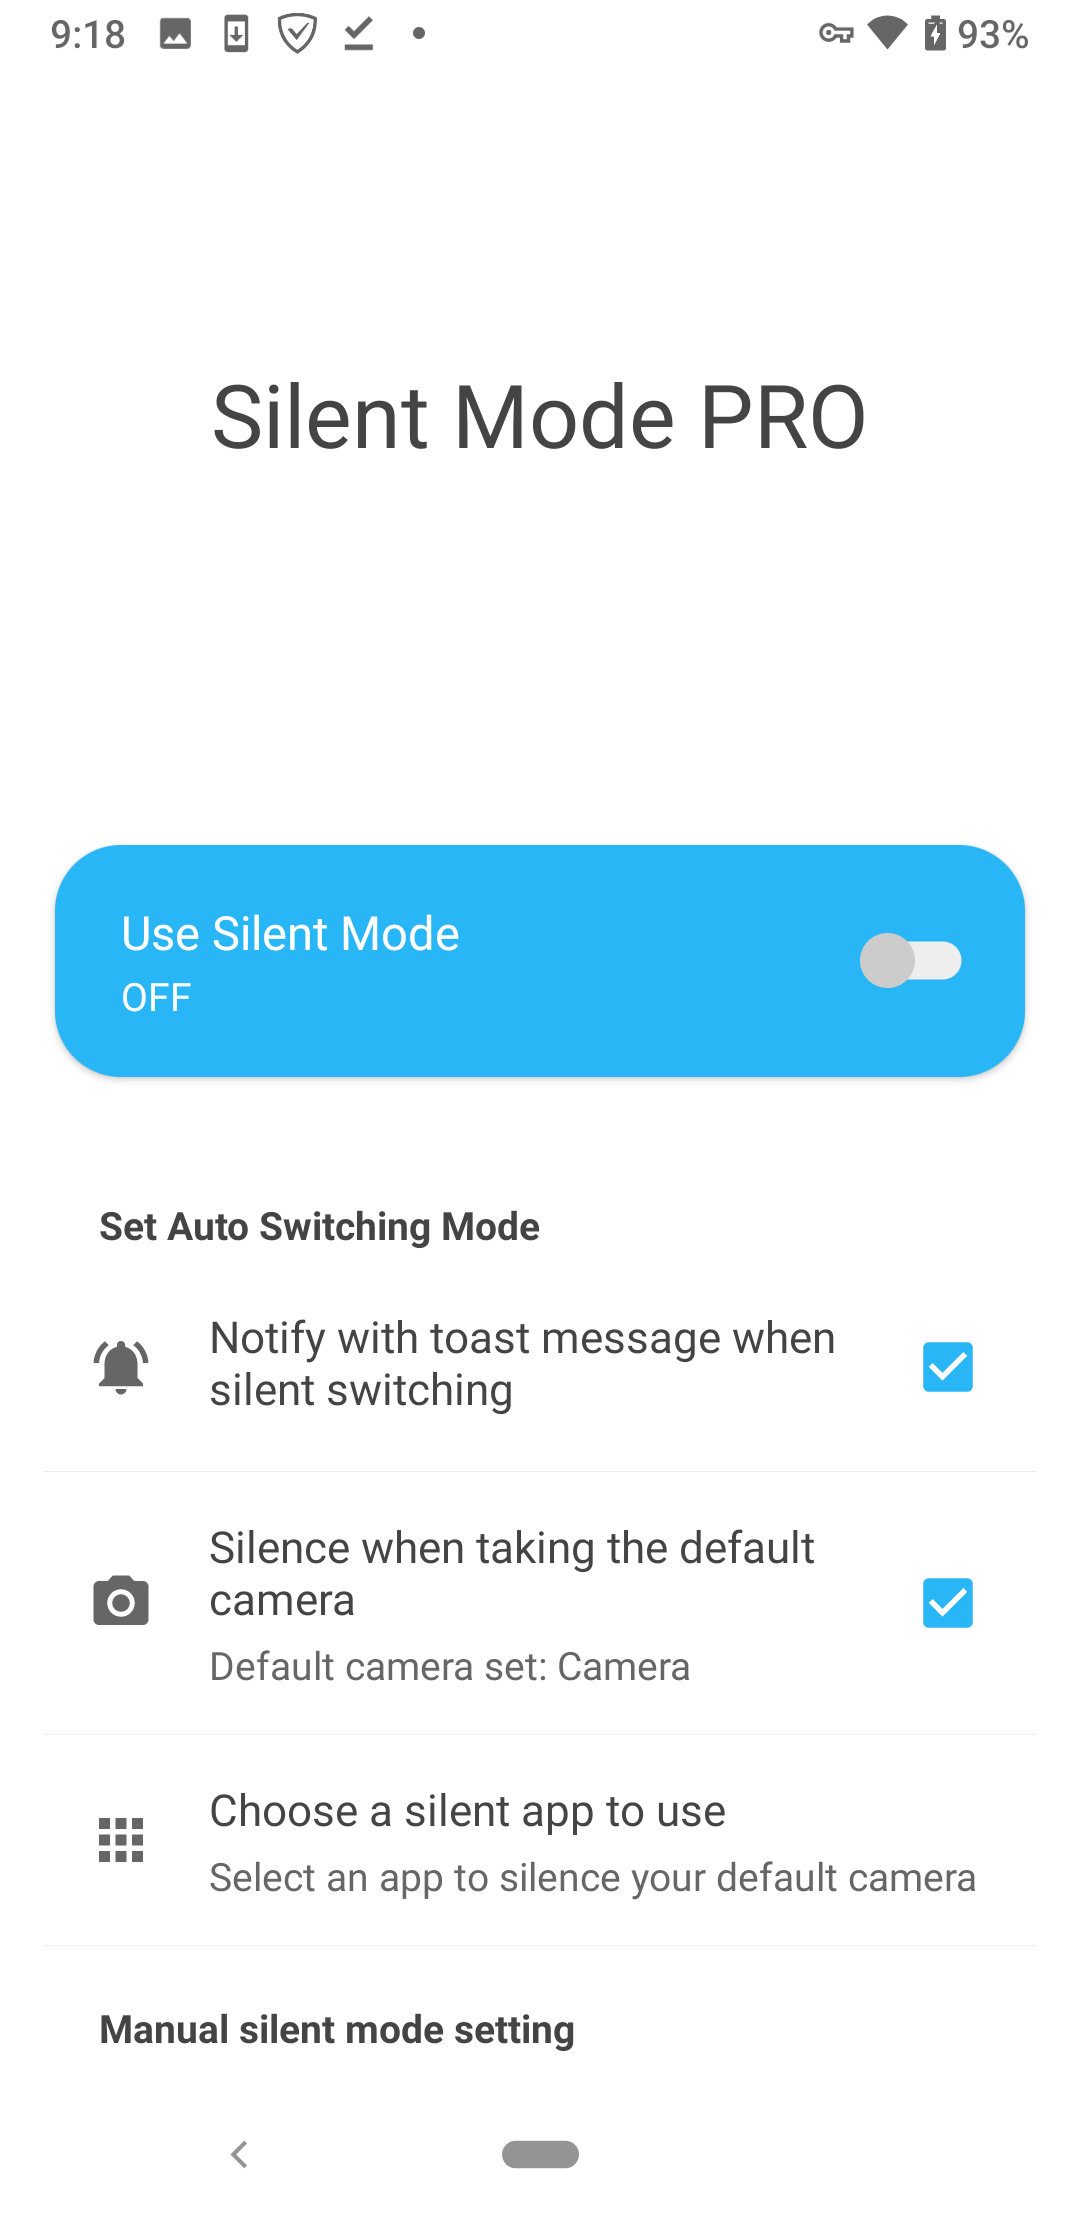 9:18
93%
Silent Mode PRO
Use Silent Mode
OFF
Set Auto Switching Mode
Notify with toast message when
silent switching
Silence when taking the default
camera
Default camera set: Camera
Choose a silent app to use
Select an app to silence your default camera
Manual silent mode setting